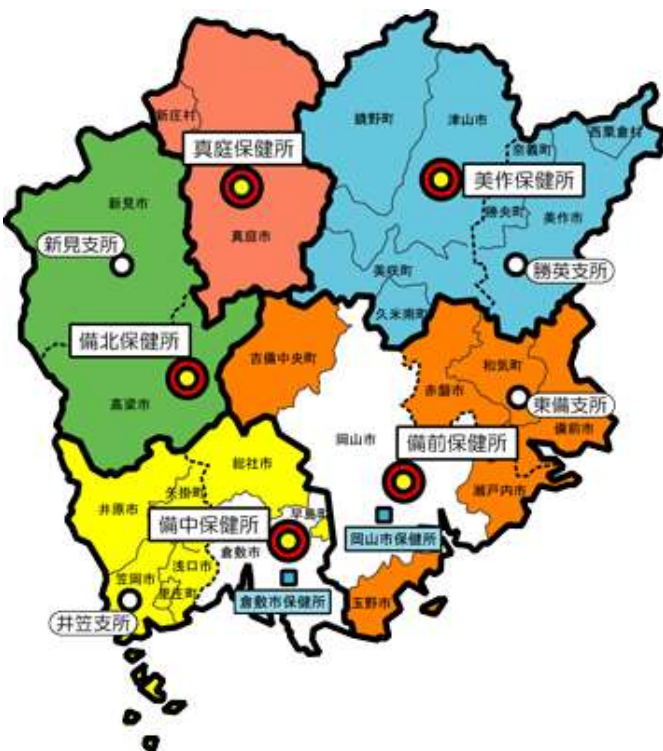 新庄村
真庭保健所
真庭市
鏡野町
津山市
奈義町
西粟倉村
美作保健所
勝央町
美作市
勝英支所
美咲町
久米南町
新見市
新見支所
備北保健所
高梁市
吉備中央町
和気町
赤磐市
東備支所
備前市
岡山市
備前保健所
瀬戸内市
岡山市保健所
玉野市
総社市
矢掛町
井原市
早島町
備中保健所
倉敷市
浅口市
笠岡市
里庄町
倉敷市保健所
井笠支所